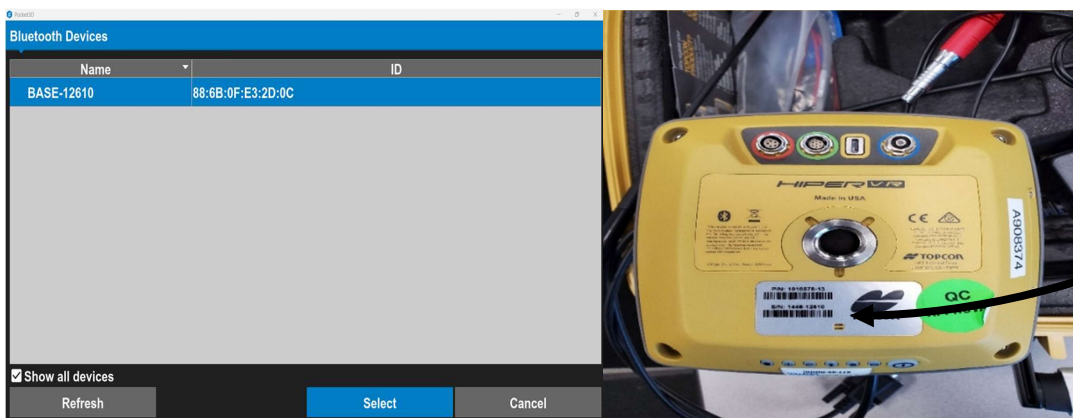 Pocket3D
Bluetooth Devices
Name
ID
BASE-12610
88:6B:0F:E3:2D:0C
Show all devices
Refresh
Select
Cancel
HIPER VR
Made in USA
CE
TOPCON
A908374
P/N: 1010578-13
S/N: 1448-12610
QC